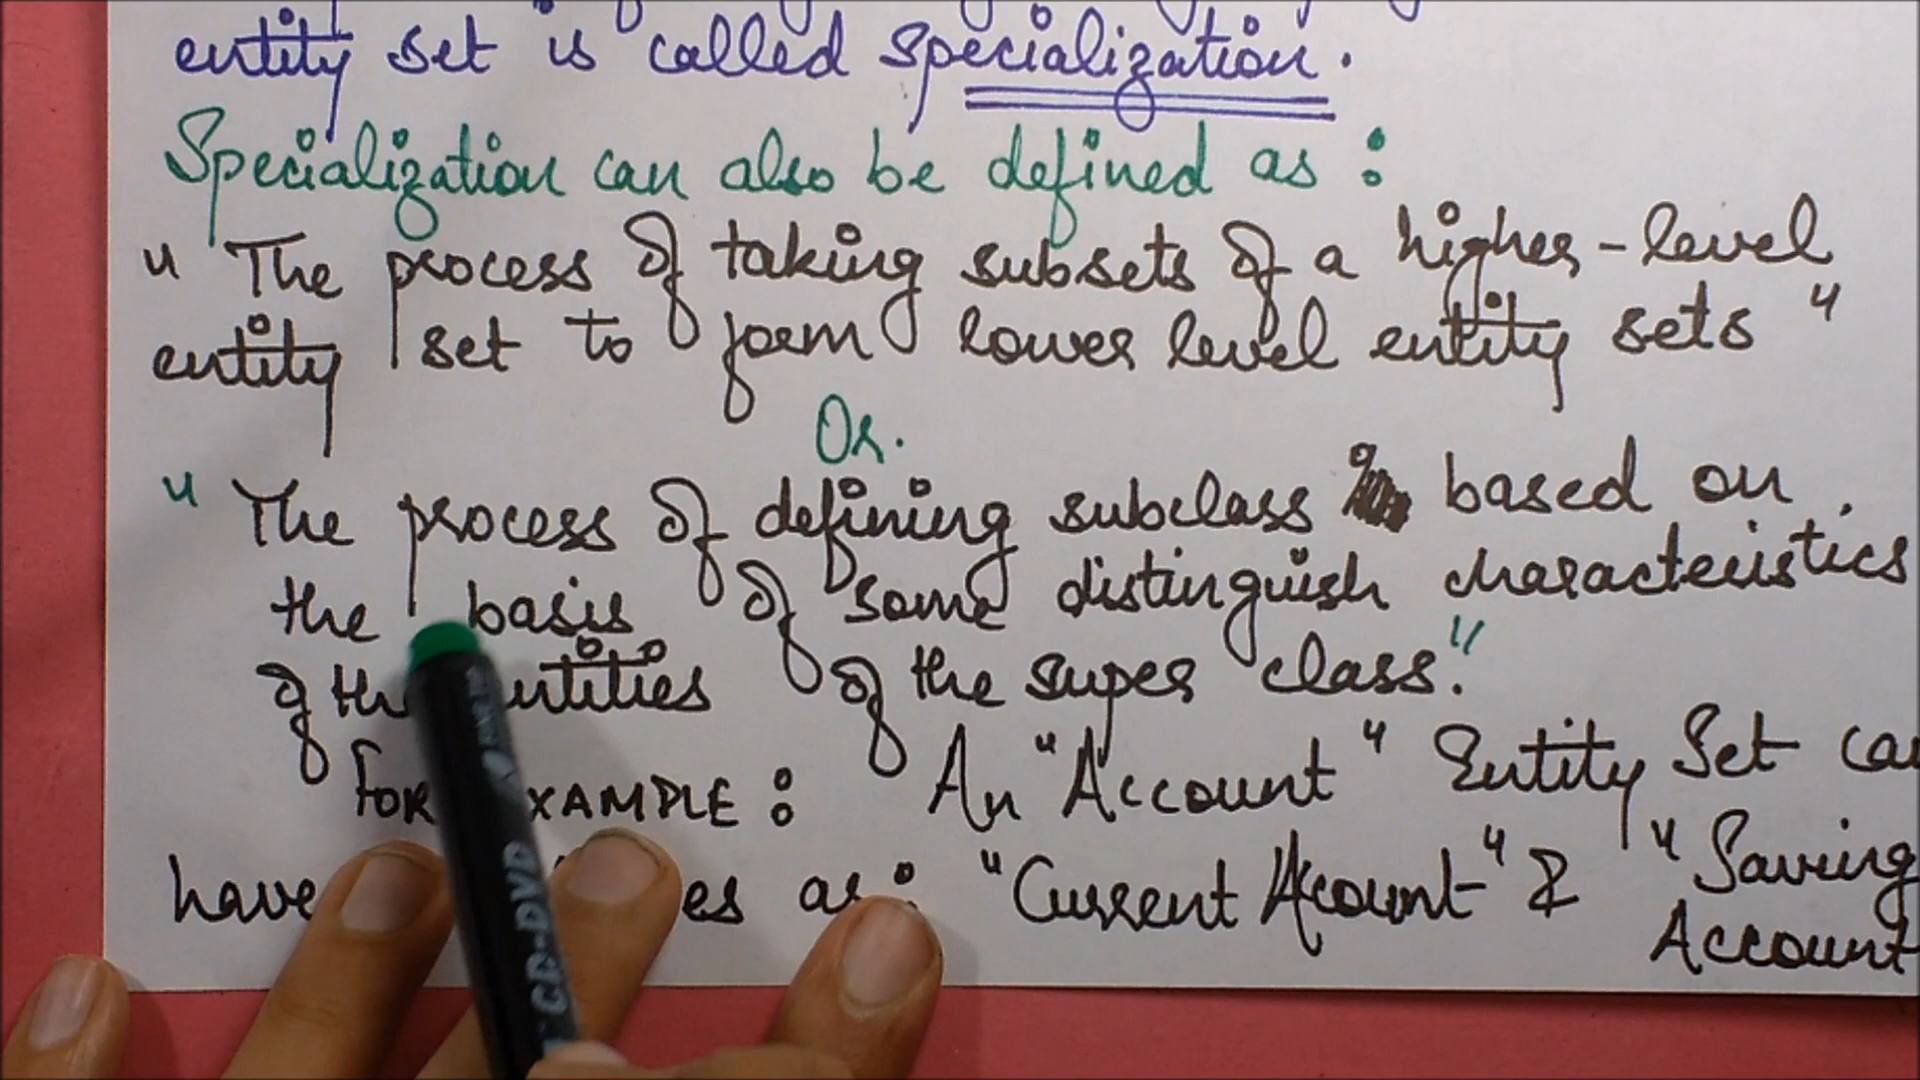 entity set is called specialization.
Specialization can also be defined as :
" The process of taking subsets of a higher-level
entity set to form lower level entity sets "
Or.
" The process of defining subclass based on
the basis of some distinguish characteristics
of the entities of the super class."
FOR EXAMPLE : An "Account" Entity Set
have as : "Current Account" & "Saving
Account
CD-DVD